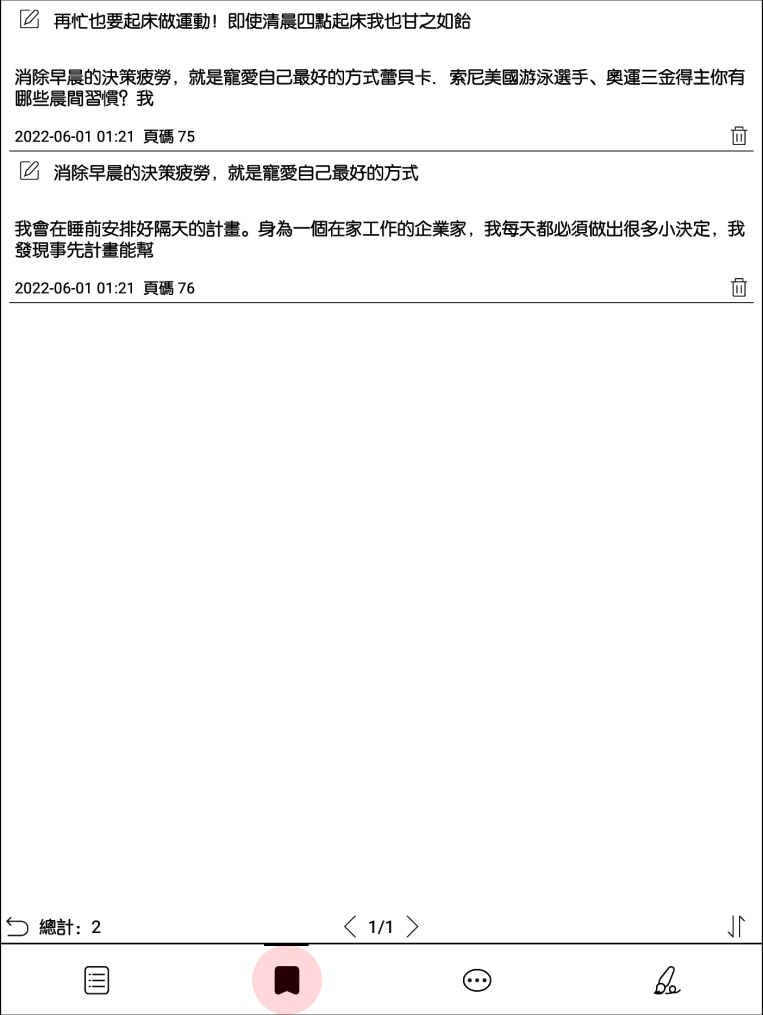 再忙也要起床做運動！即使清晨四點起床我也甘之如飴
消除早晨的決策疲勞，就是寵愛自己最好的方式蕾貝卡．索尼美國游泳選手、奧運三金得主你有
哪些晨間習慣？我
2022-06-01 01:21 頁碼 75
消除早晨的決策疲勞，就是寵愛自己最好的方式
我會在睡前安排好隔天的計畫。身為一個在家工作的企業家，我每天都必須做出很多小決定，我
發現事先計畫能幫
2022-06-01 01:21 頁碼 76
總計：2 1/1